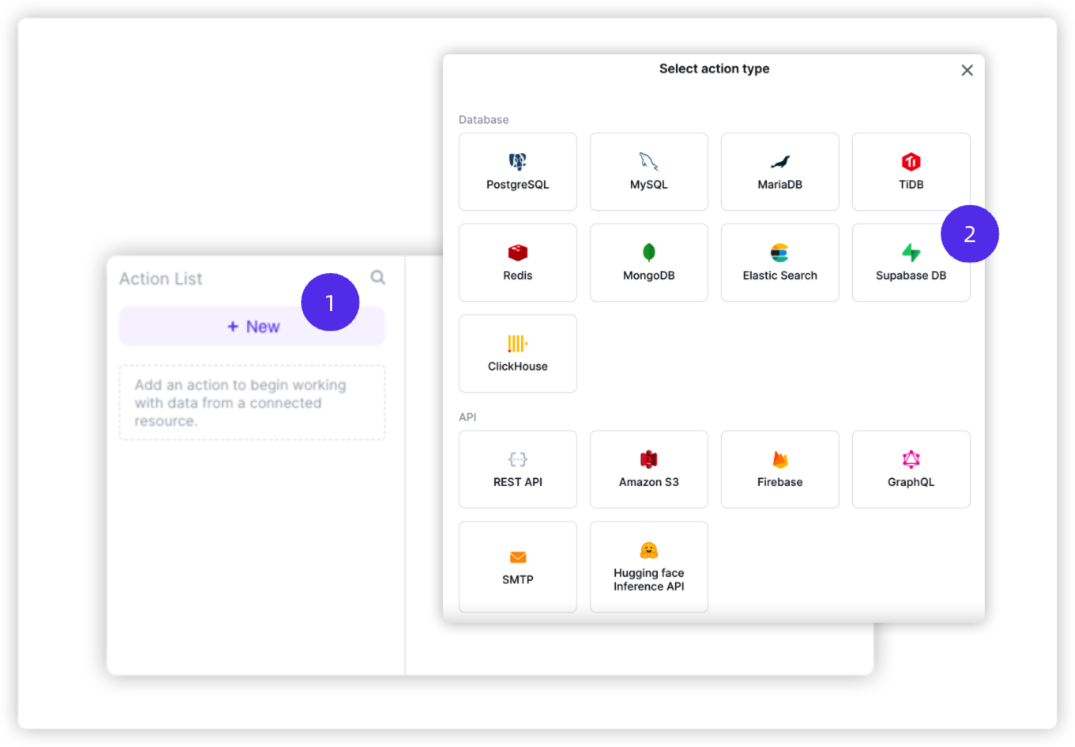 Select action type
Database
PostgreSQL
MySQL
MariaDB
TiDB
Redis
MongoDB
Elastic Search
Supabase DB
2
ClickHouse
API
REST API
Amazon S3
Firebase
GraphQL
SMTP
Hugging face
Inference API
Action List
1
+ New
Add an action to begin working
with data from a connected
resource.